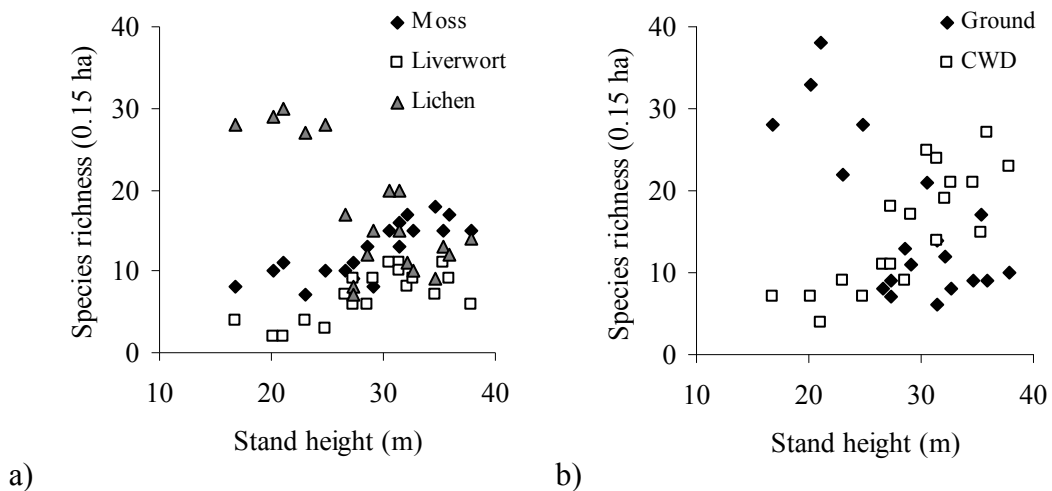 Species richness (0.15 ha)
40
30
20
10
0
Moss
Liverwort
Lichen
10
20
30
40
Stand height (m)
a)
Species richness (0.15 ha)
40
30
20
10
0
Ground
CWD
10
20
30
40
Stand height (m)
b)